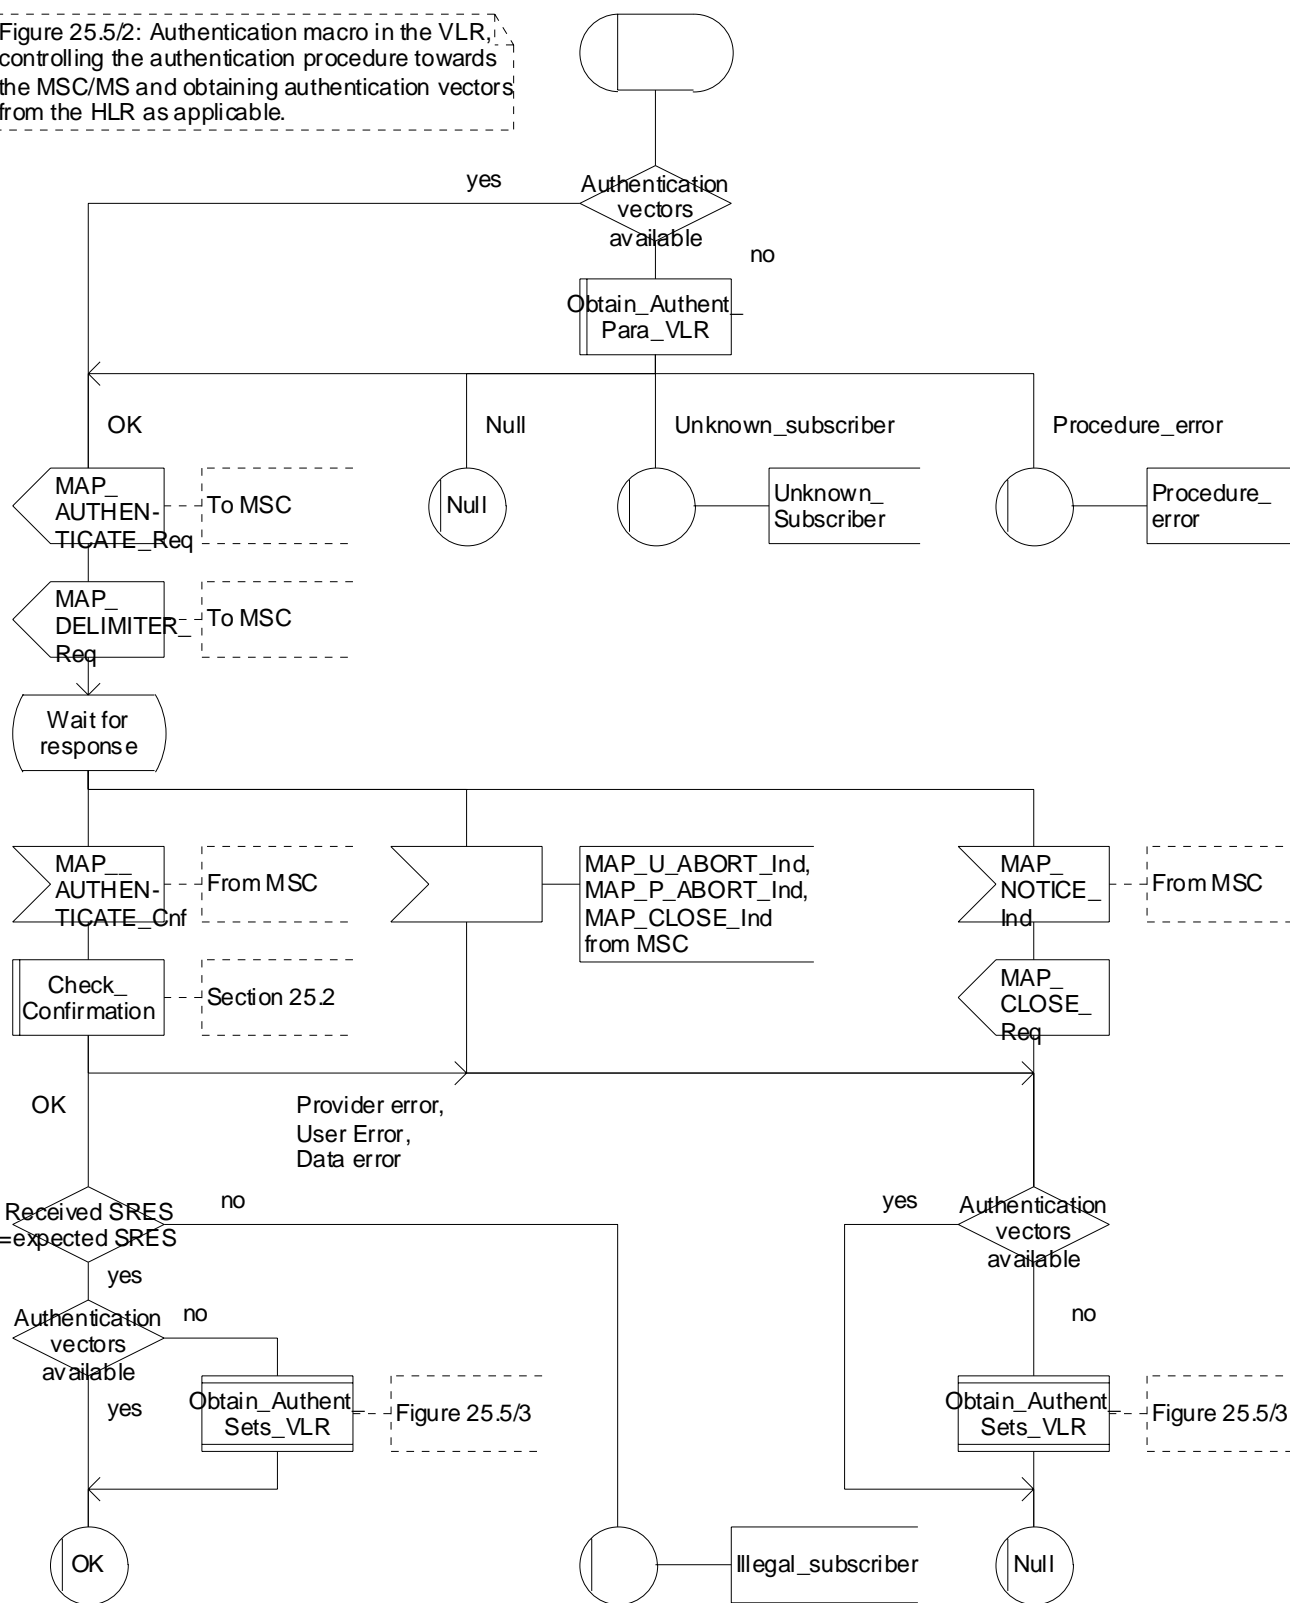 Figure 25.5/2: Authentication macro in the VLR,
controlling the authentication procedure towards
the MSC/MS and obtaining authentication vectors
from the HLR as applicable.
yes
Authentication
vectors
available
no
Obtain_Authent_
Para_VLR
OK
Null
Unknown_subscriber
Procedure_error
MAP_
AUTHEN-
TICATE_Req
To MSC
Null
Unknown_
Subscriber
Procedure_
error
MAP_
DELIMITER_
Req
To MSC
Wait for
response
MAP__
AUTHEN-
TICATE_Cnf
From MSC
MAP_U_ABORT_Ind,
MAP_P_ABORT_Ind,
MAP_CLOSE_Ind
from MSC
MAP_
NOTICE_
Ind
From MSC
Check_
Confirmation
Section 25.2
MAP_
CLOSE_
Req
OK
Provider error,
User Error,
Data error
Received SRES
=expected SRES
no
yes
yes
Authentication
vectors
available
no
Authentication
vectors
available
no
yes
Obtain_Authent_
Sets_VLR
Figure 25.5/3
Obtain_Authent_
Sets_VLR
Figure 25.5/3
OK
Illegal_subscriber
Null